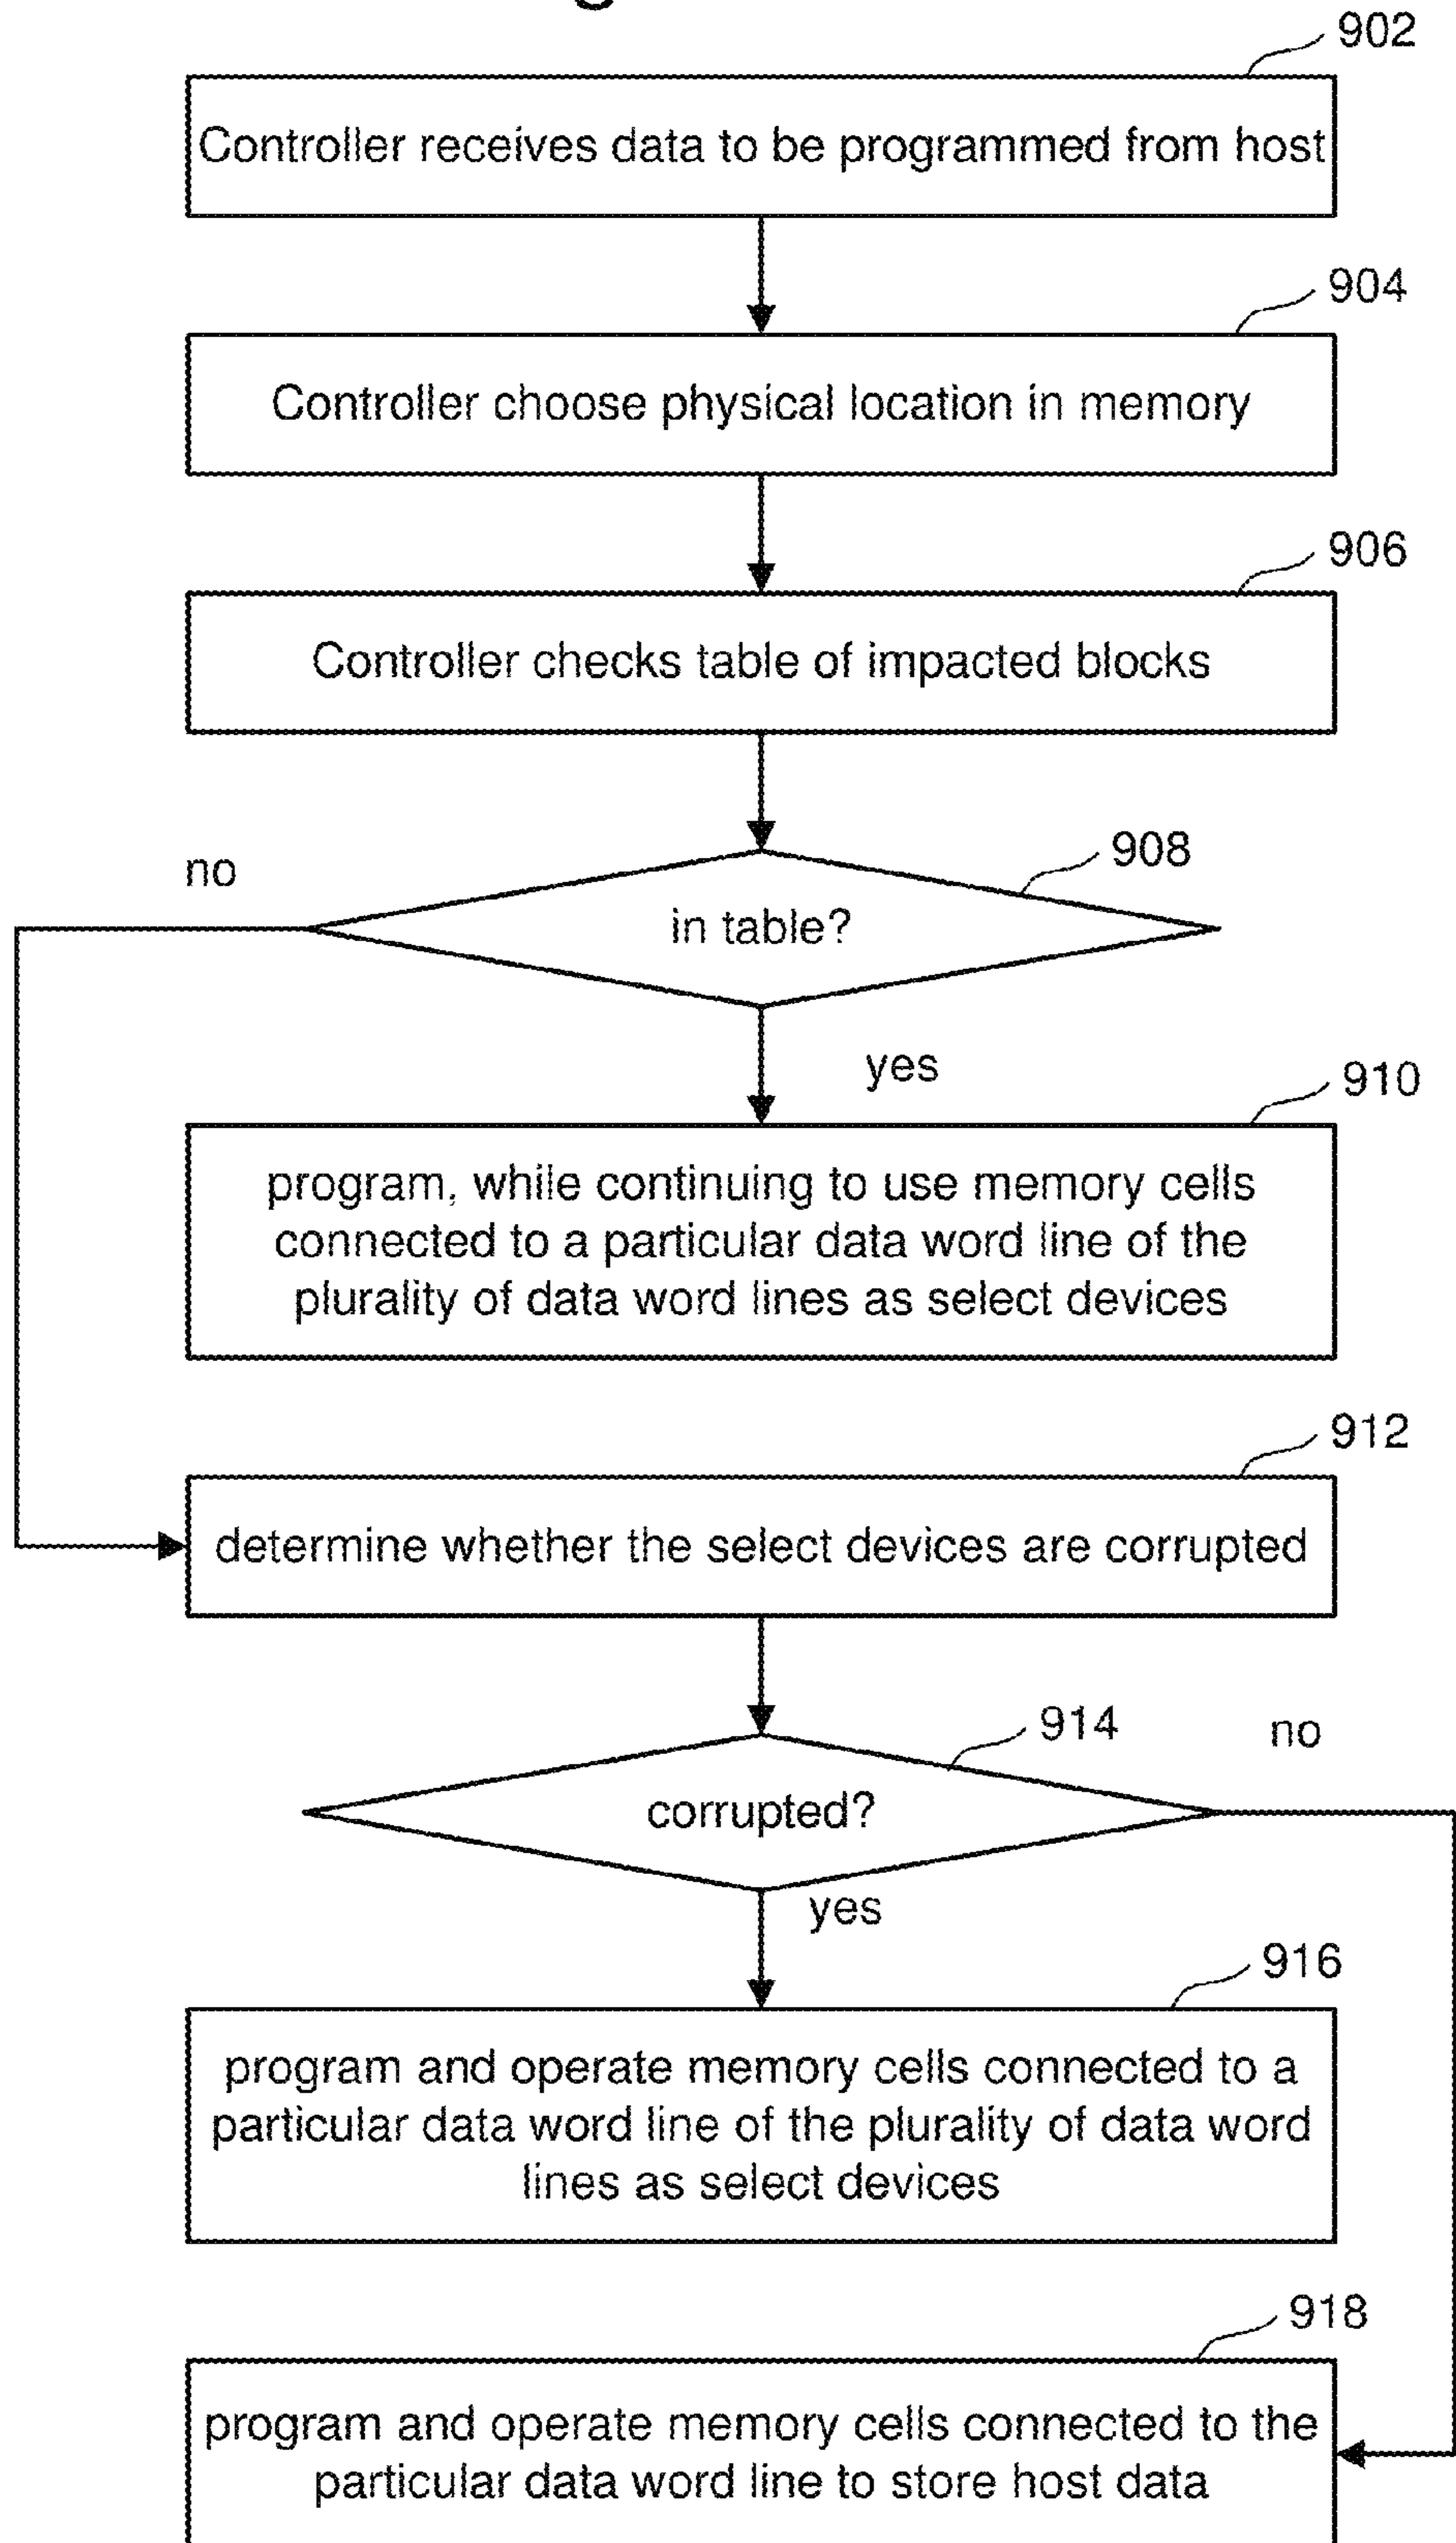 902
Controller receives data to be programmed from host
904
Controller choose physical location in memory
906
Controller checks table of impacted blocks
no
908
in table?
yes
910
program, while continuing to use memory cells
connected to a particular data word line of the
plurality of data word lines as select devices
912
determine whether the select devices are corrupted
914
no
corrupted?
yes
916
program and operate memory cells connected to a
particular data word line of the plurality of data word
lines as select devices
918
program and operate memory cells connected to the
particular data word line to store host data